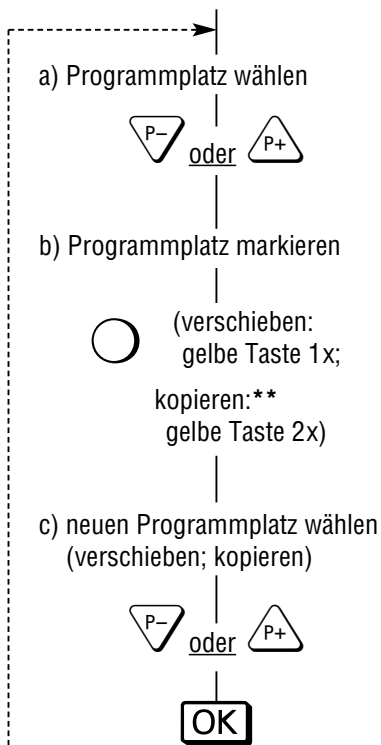 a) Programmplatz wählen
P− oder P+
b) Programmplatz markieren
(verschieben:
gelbe Taste 1x;
kopieren:**
gelbe Taste 2x)
c) neuen Programmplatz wählen
(verschieben; kopieren)
P− oder P+
OK